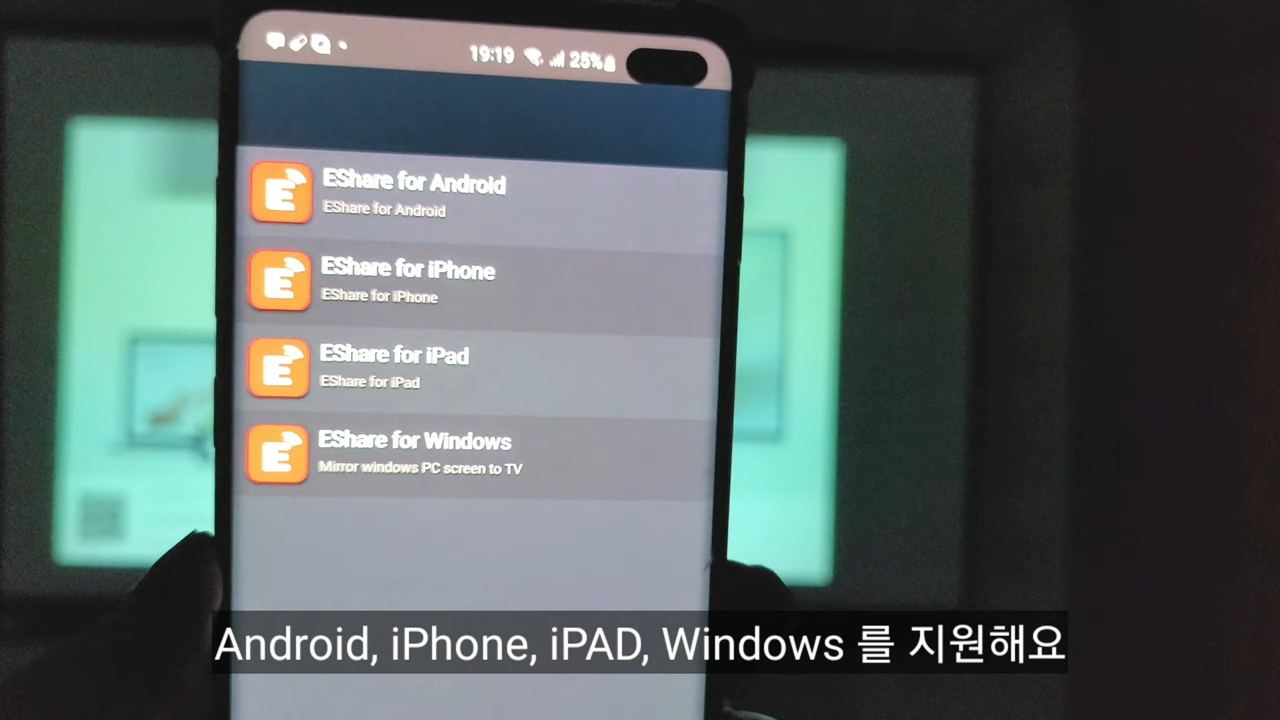 19:19 25%
EShare for Android
EShare for Android
EShare for iPhone
EShare for iPhone
EShare for iPad
EShare for iPad
EShare for Windows
Mirror windows PC screen to TV
Android, iPhone, iPAD, Windows 를 지원해요